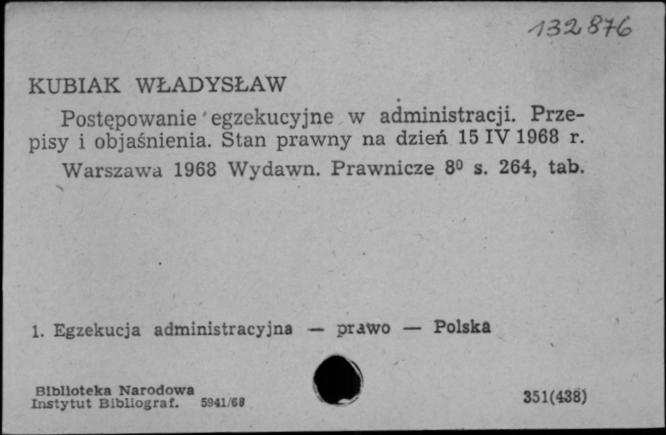 132876
KUBIAK WŁADYSŁAW
Postępowanie egzekucyjne w administracji. Prze-
pisy i objaśnienia. Stan prawny na dzień 15 IV 1968 r.
Warszawa 1968 Wydawn. Prawnicze 8⁰ s. 264, tab.
1. Egzekucja administracyjna — prawo — Polska
Biblioteka Narodowa
Instytut Bibliograf. 5941/68
351(438)